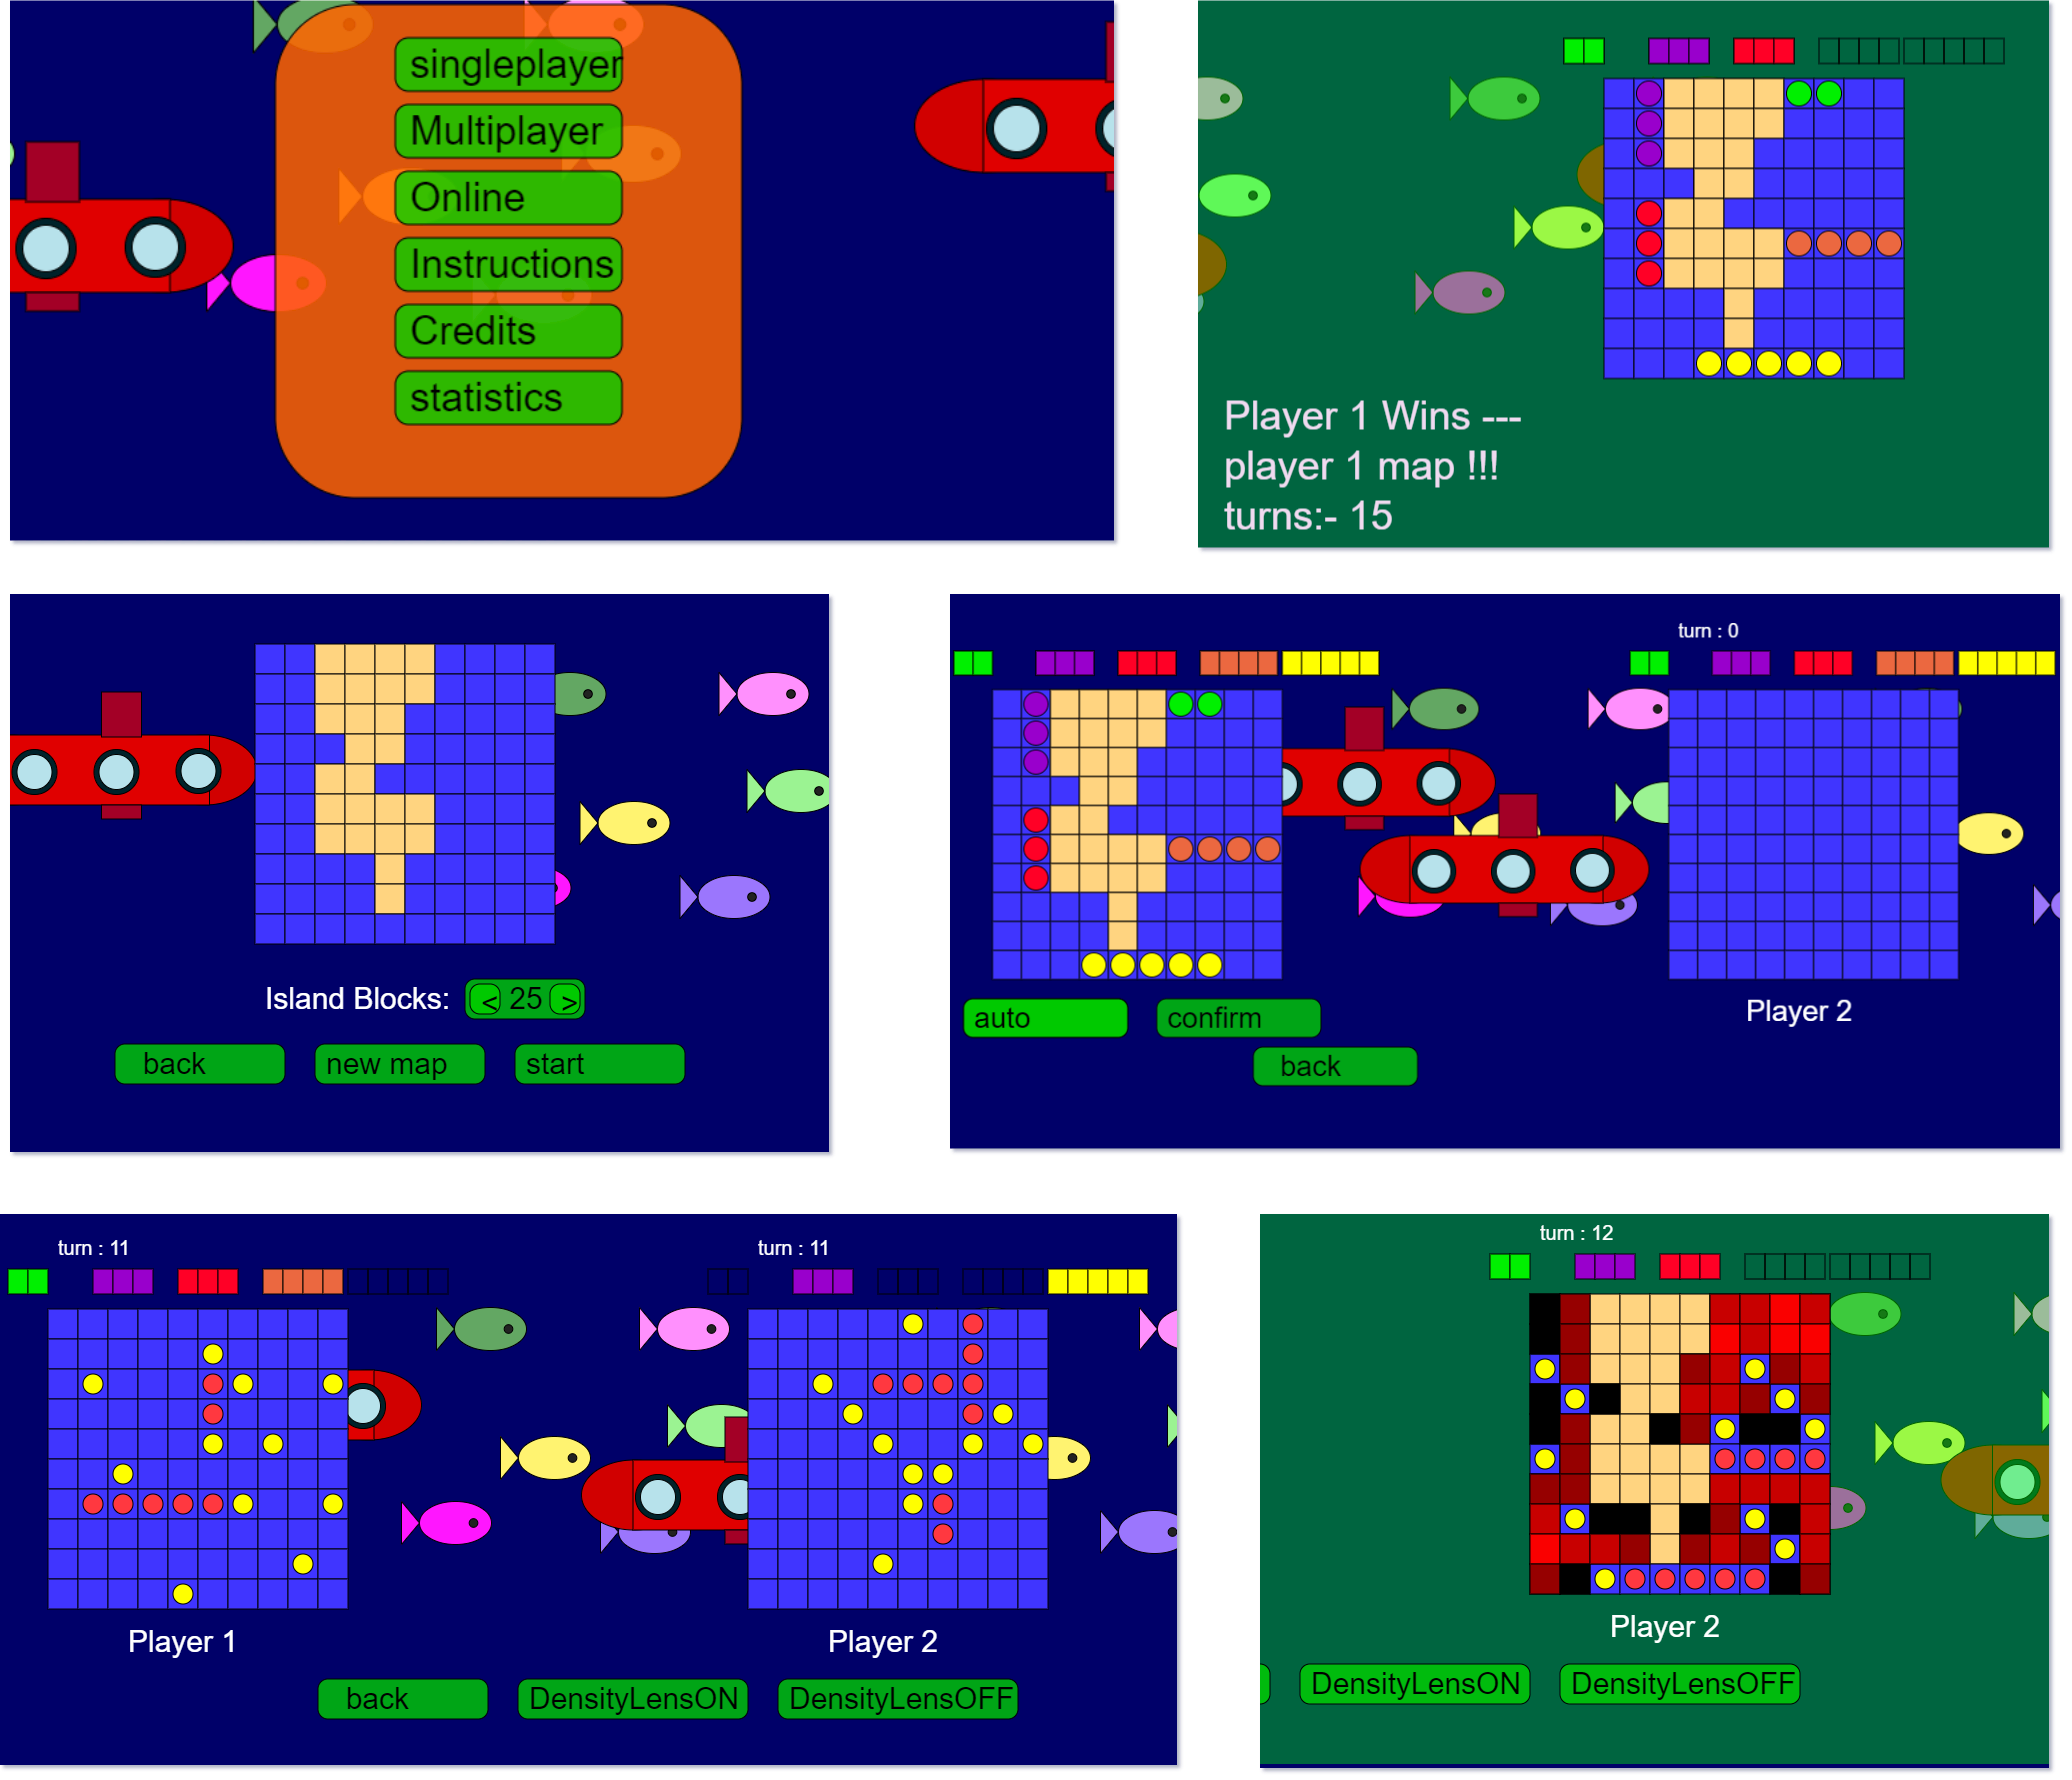 singleplayer
Multiplayer
Online
Instructions
Credits
statistics
Player 1 Wins ---
player 1 map !!!
turns:- 15
Island Blocks: < 25 >
back new map start
turn : 0
Player 2
auto confirm
back
turn : 11 turn : 11
Player 1 Player 2
back DensityLensON DensityLensOFF
turn : 12
Player 2
DensityLensON DensityLensOFF